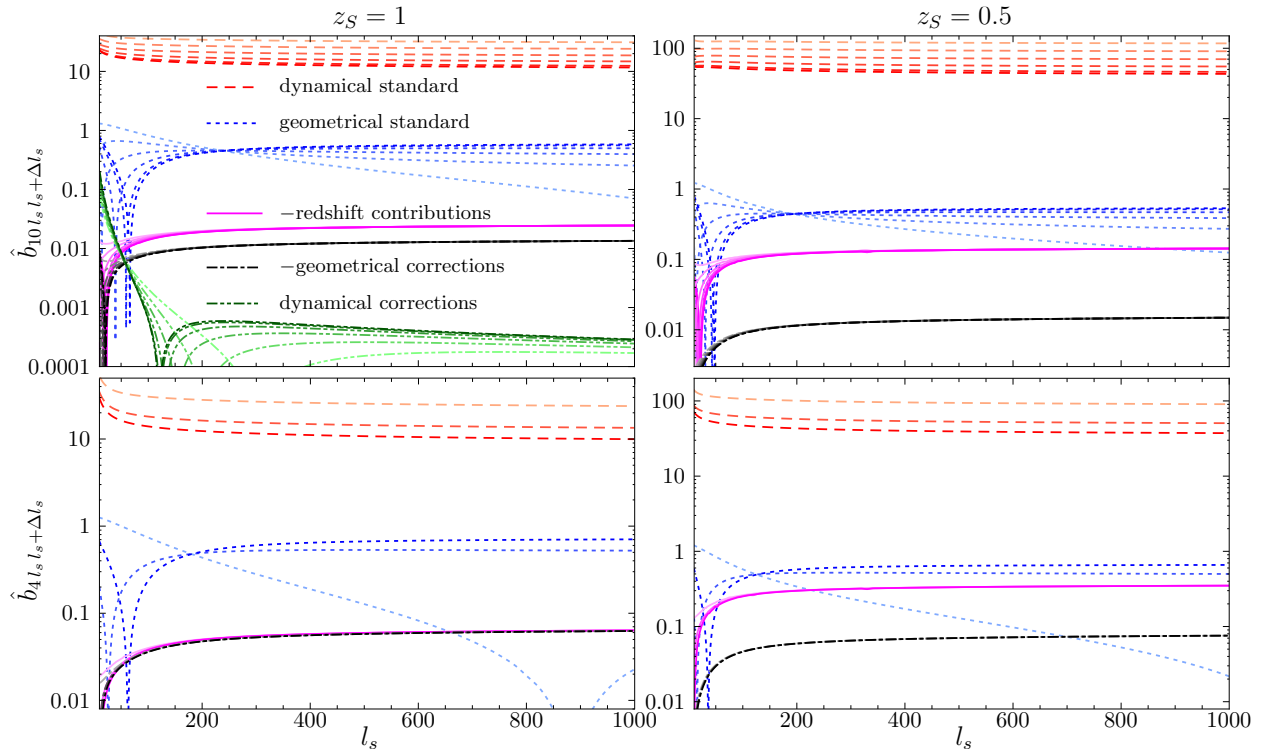 z_S = 1
z_S = 0.5
10
1
0.1
0.01
0.001
0.0001
b̂_{10 l_s l_s+Δl_s}
dynamical standard
geometrical standard
−redshift contributions
−geometrical corrections
dynamical corrections
100
10
1
0.1
0.01
10
1
0.1
0.01
b̂_{4 l_s l_s+Δl_s}
200
400
600
800
1000
l_s
100
10
1
0.1
0.01
200
400
600
800
1000
l_s